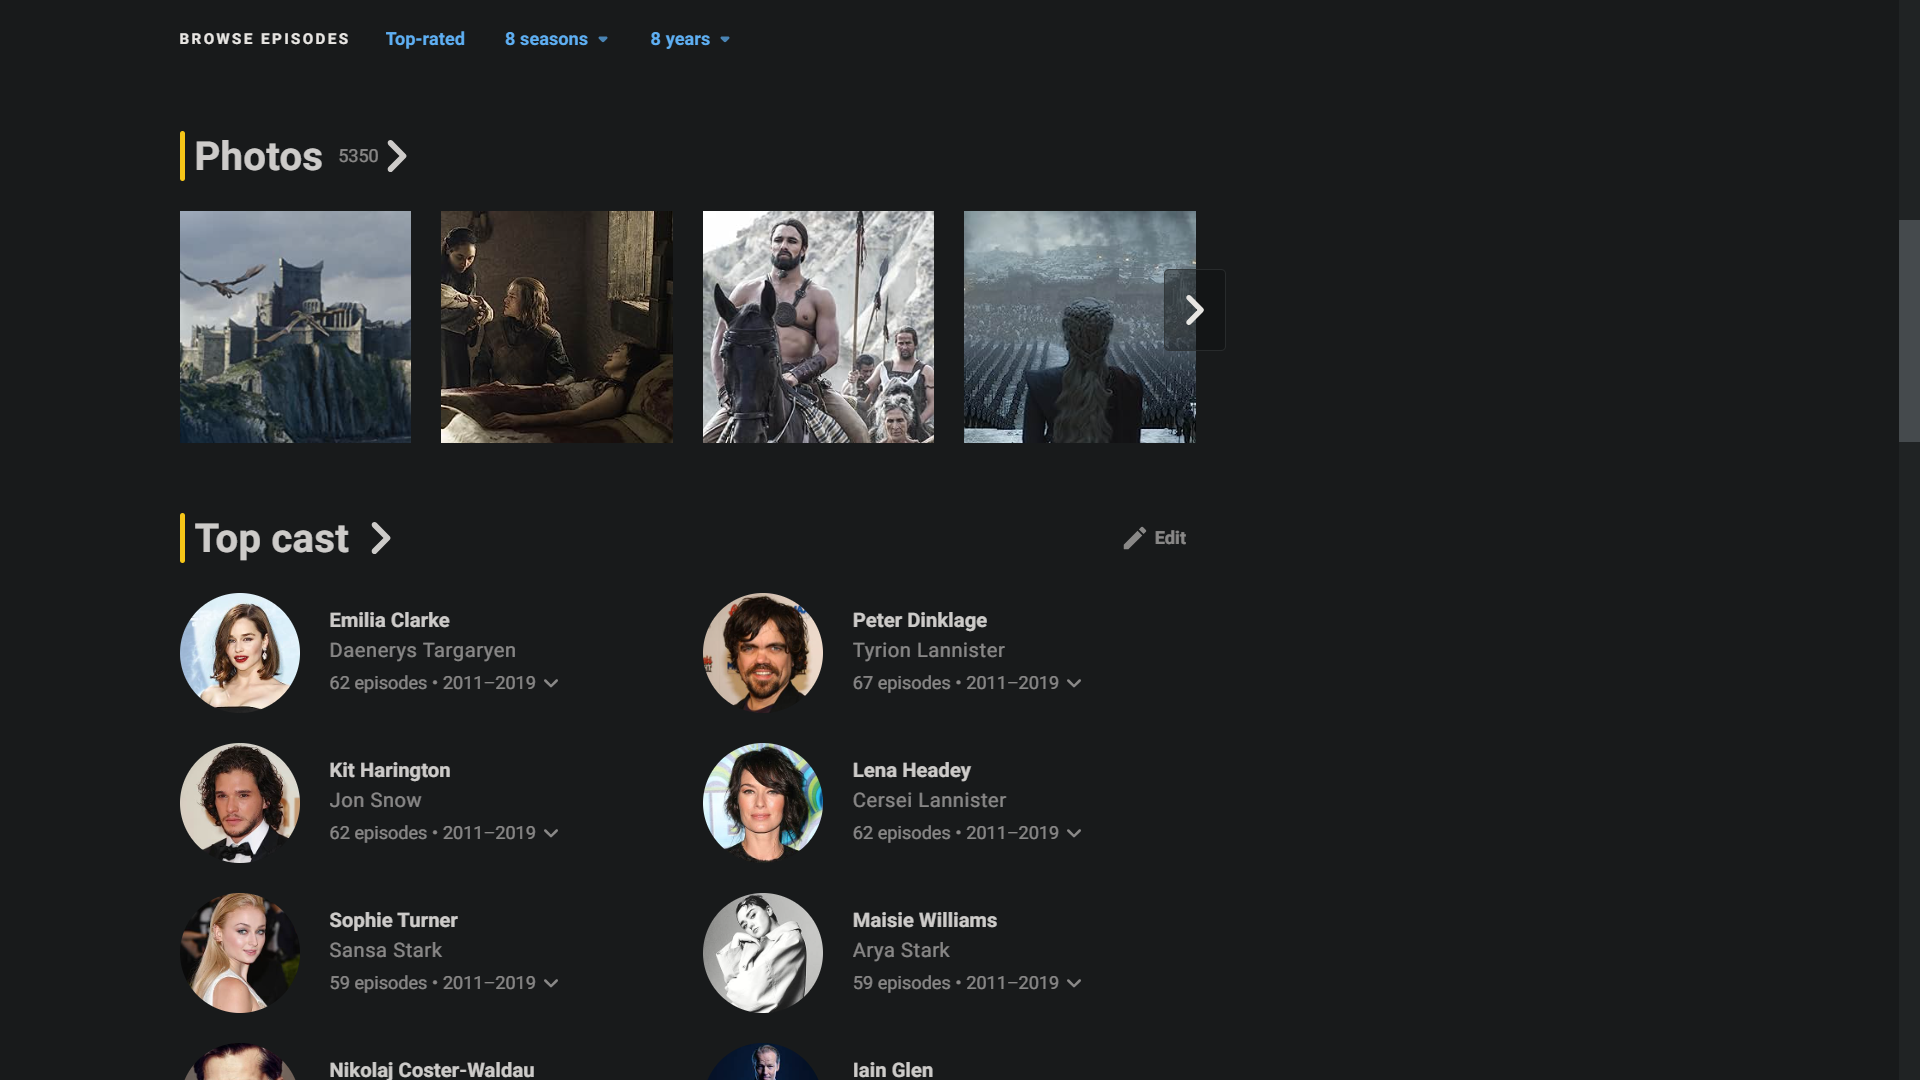 BROWSE EPISODES Top-rated 8 seasons 8 years
Photos 5350
Top cast
Edit
Emilia Clarke
Daenerys Targaryen
62 episodes • 2011–2019
Peter Dinklage
Tyrion Lannister
67 episodes • 2011–2019
Kit Harington
Jon Snow
62 episodes • 2011–2019
Lena Headey
Cersei Lannister
62 episodes • 2011–2019
Sophie Turner
Sansa Stark
59 episodes • 2011–2019
Maisie Williams
Arya Stark
59 episodes • 2011–2019
Nikolaj Coster-Waldau
Iain Glen